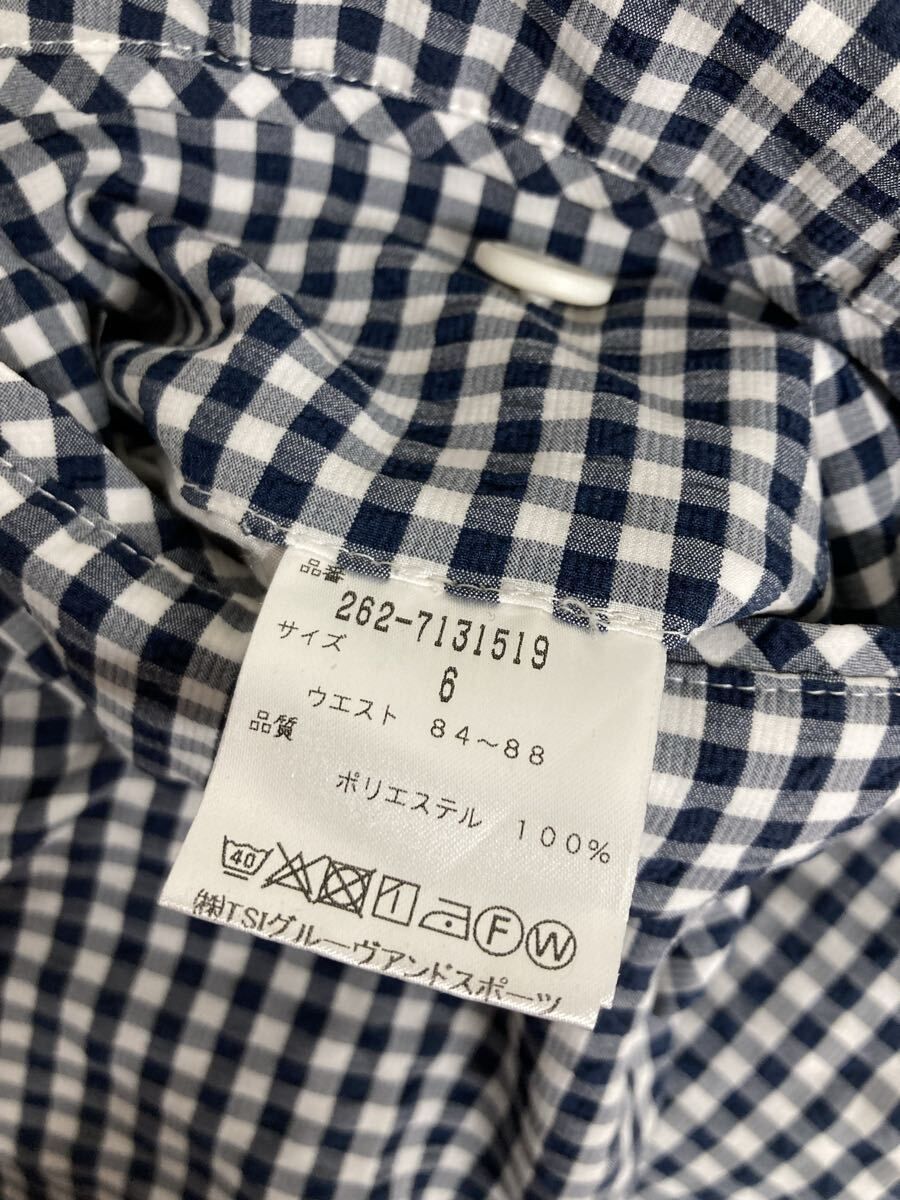 品番
262-7131519
サイズ
6
ウエスト 84~88
品質
ポリエステル 100%
40
F W
㈱TSIグルーヴアンドスポーツ